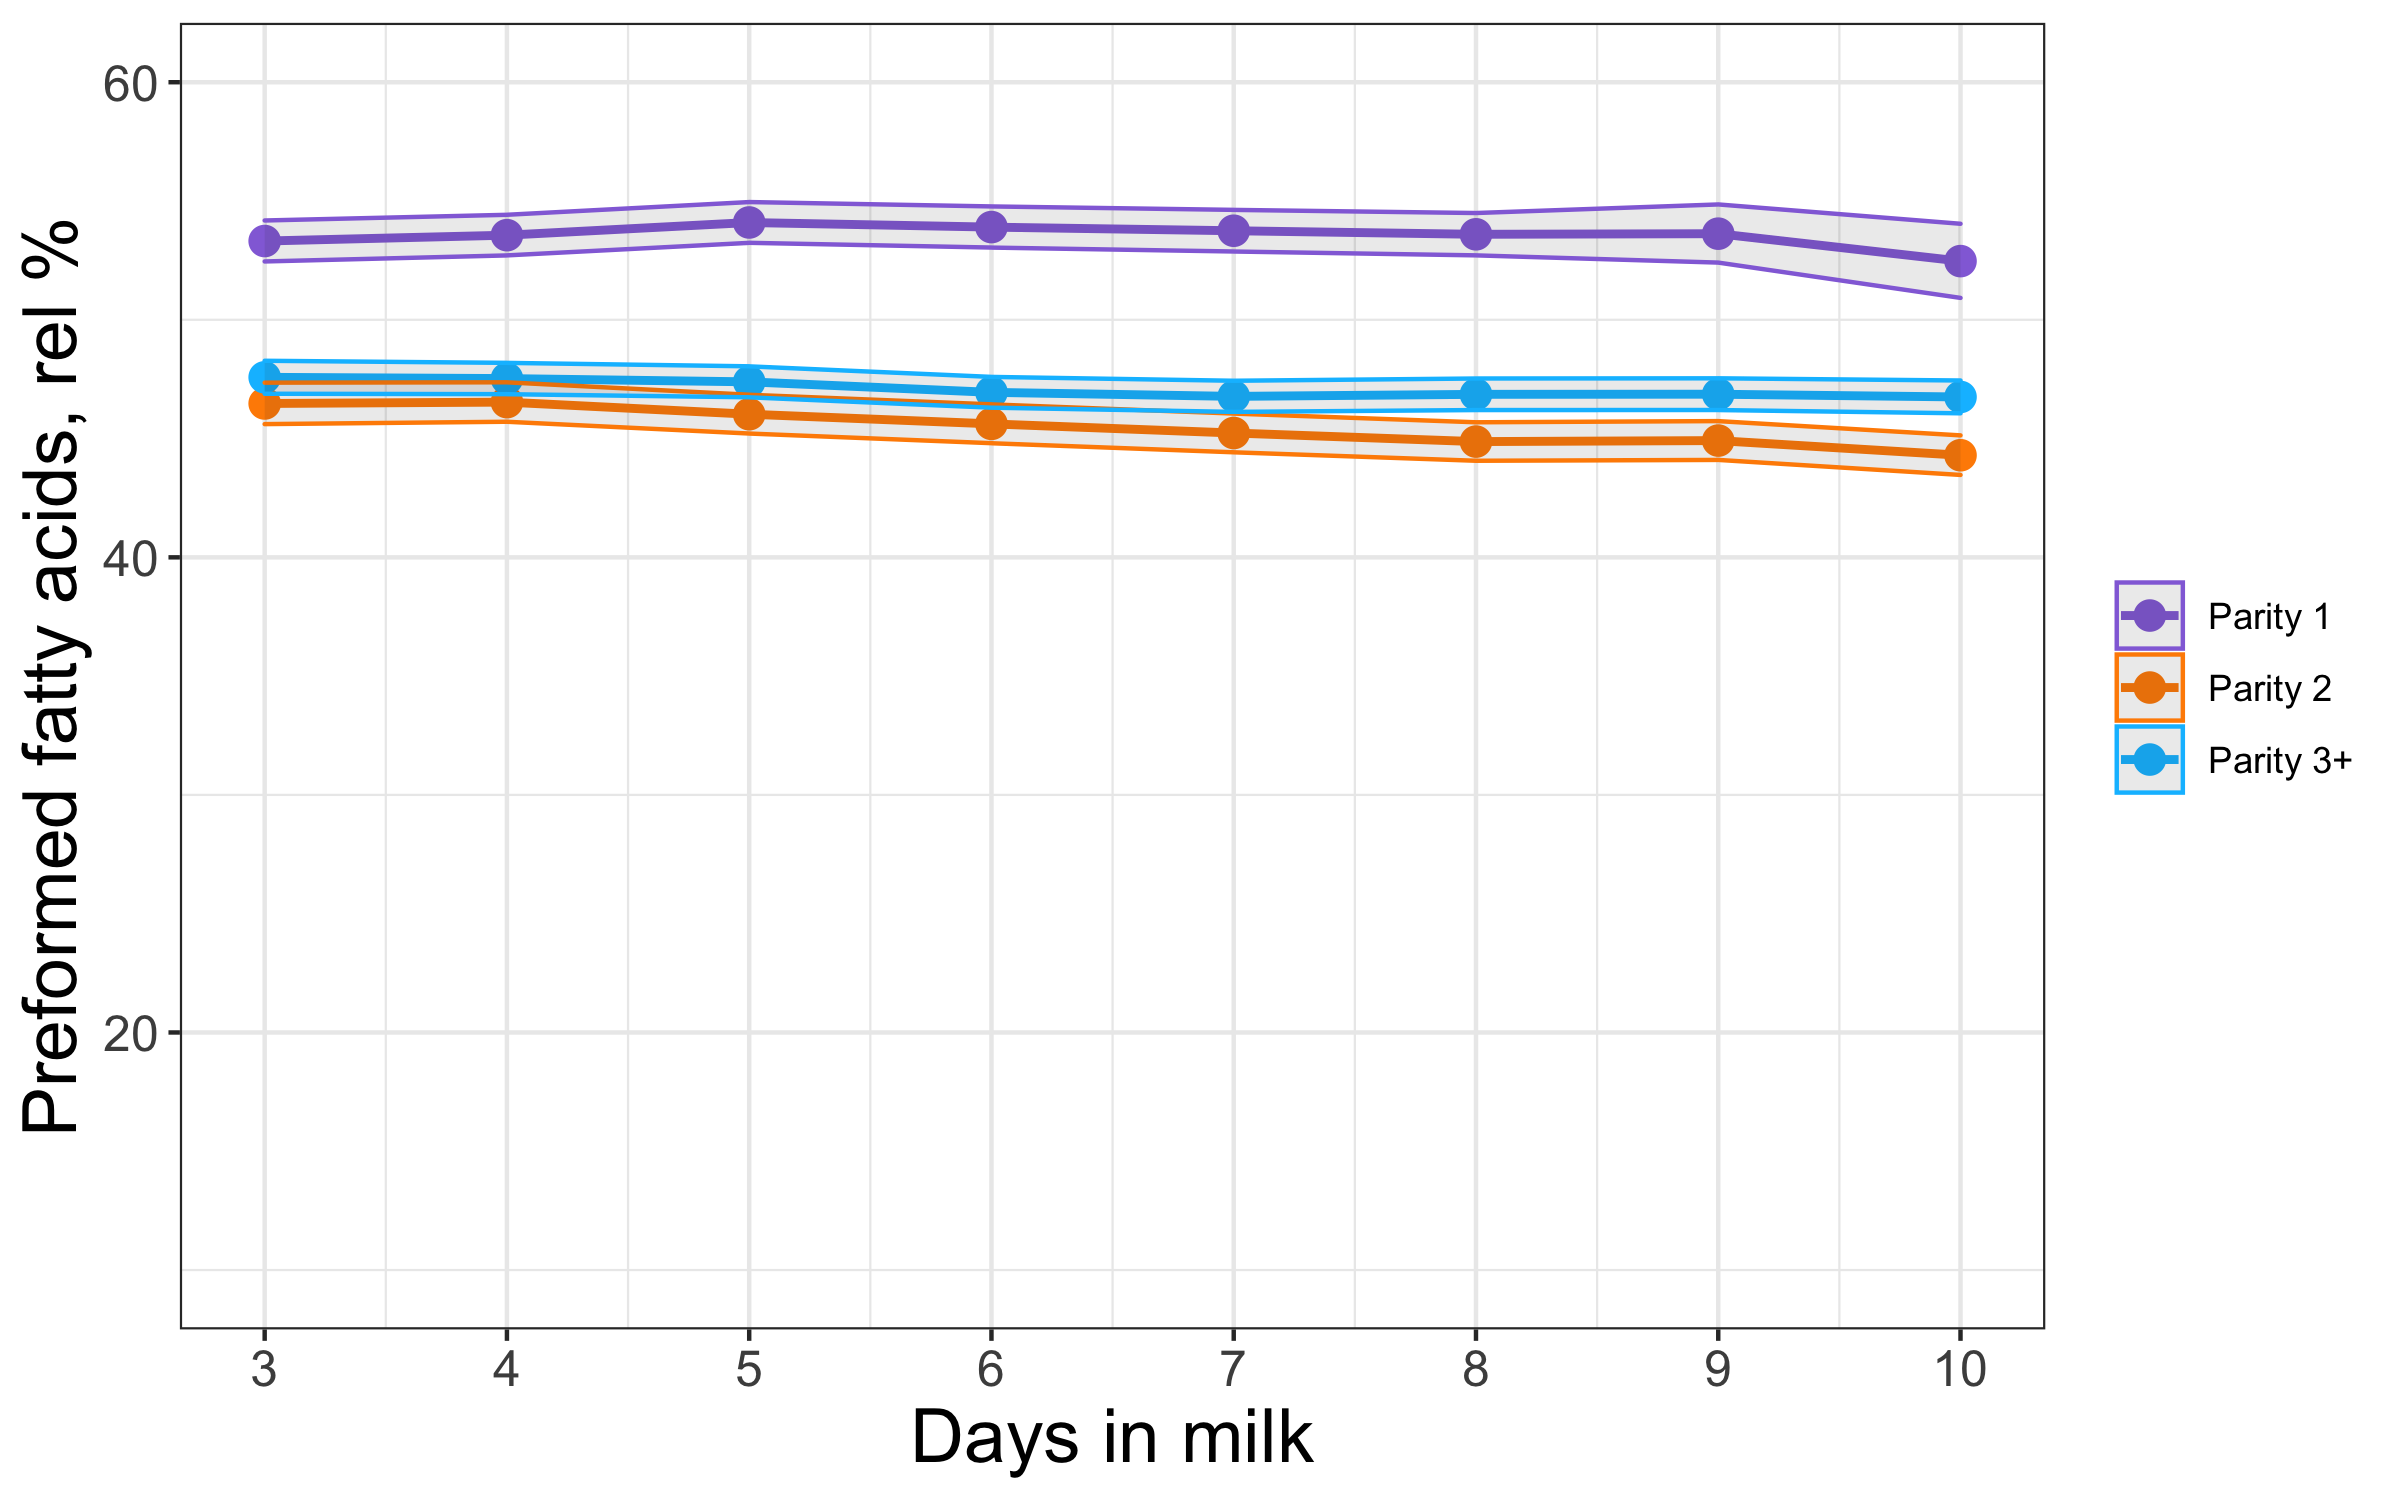 Preformed fatty acids, rel %
60
40
20
3 4 5 6 7 8 9 10
Days in milk
Parity 1
Parity 2
Parity 3+